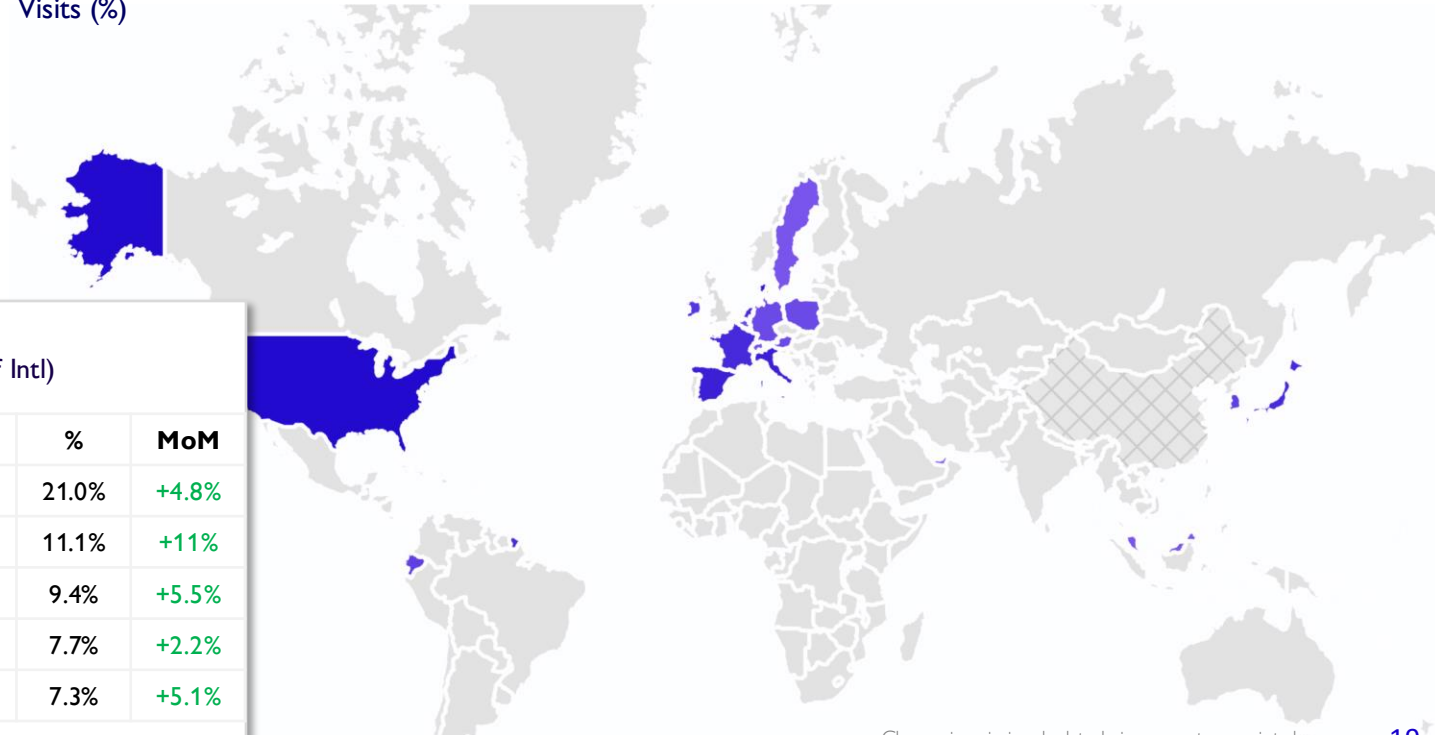 Visits (%)
Intl)
% MoM
21.0% +4.8%
11.1% +11%
9.4% +5.5%
7.7% +2.2%
7.3% +5.1%